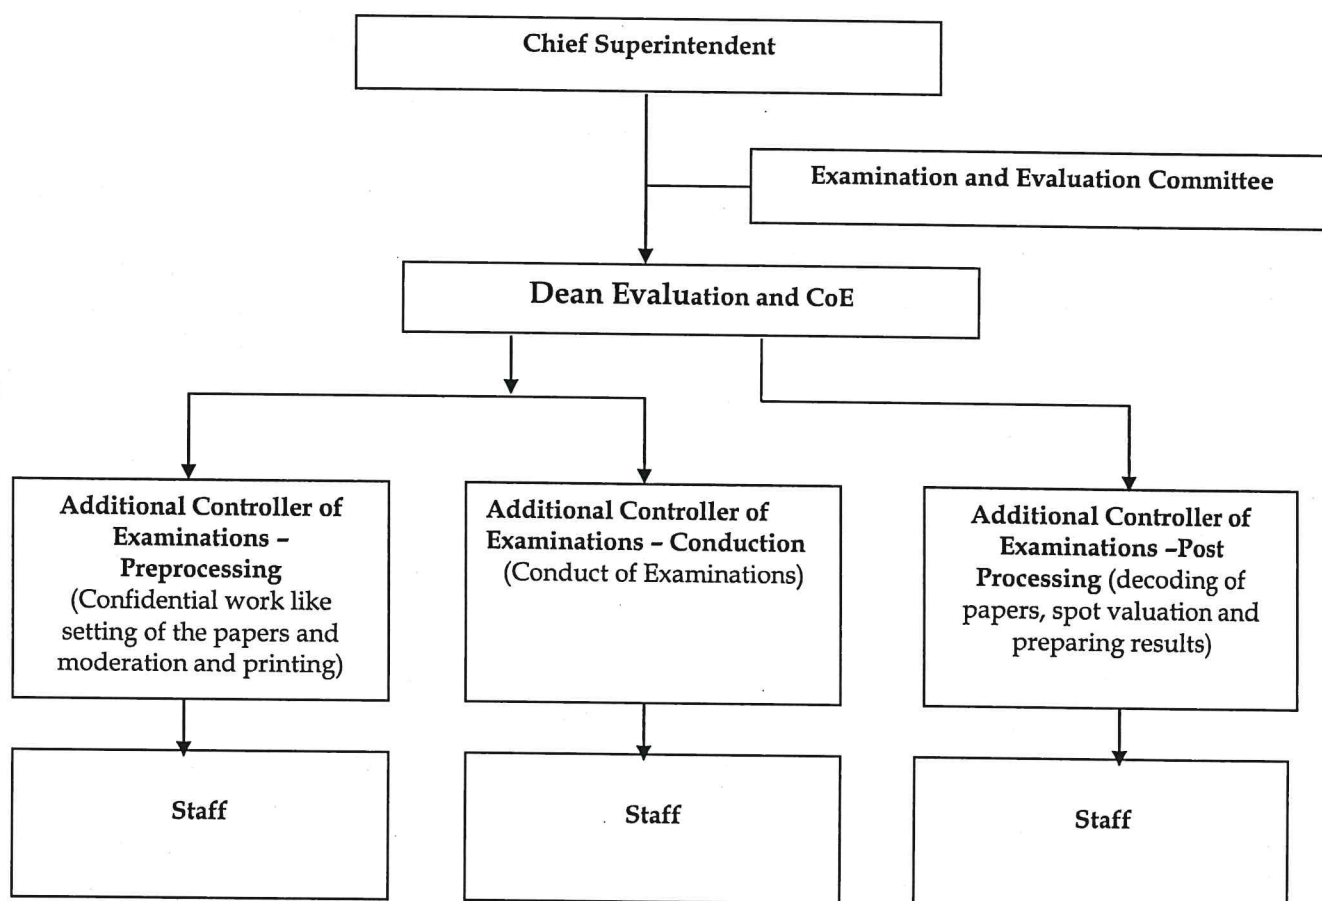 Chief Superintendent
Examination and Evaluation Committee
Dean Evaluation and CoE
Additional Controller of
Examinations –
Preprocessing
(Confidential work like
setting of the papers and
moderation and printing)
Additional Controller of
Examinations – Conduction
(Conduct of Examinations)
Additional Controller of
Examinations –Post
Processing (decoding of
papers, spot valuation and
preparing results)
Staff
Staff
Staff